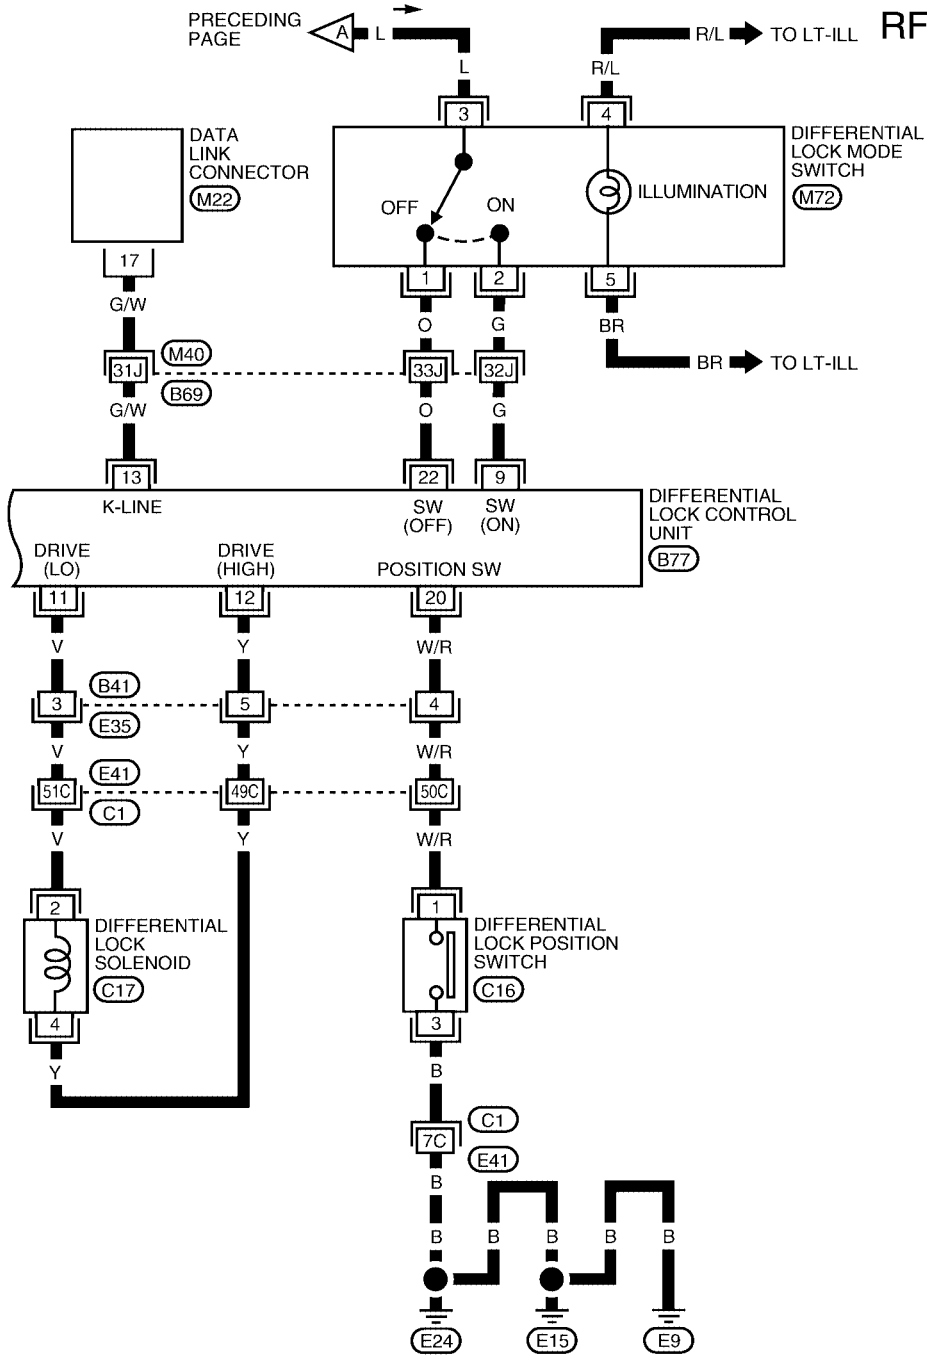 PRECEDING
PAGE
A
L
R/L
TO LT-ILL
RF
L
R/L
3
4
DATA
LINK
CONNECTOR
M22
DIFFERENTIAL
LOCK MODE
SWITCH
M72
OFF
ON
ILLUMINATION
17
1
2
5
G/W
O
G
BR
M40
BR
TO LT-ILL
31J
33J
32J
B69
G/W
O
G
13
22
9
K-LINE
SW
(OFF)
SW
(ON)
DIFFERENTIAL
LOCK CONTROL
UNIT
B77
DRIVE
(LO)
DRIVE
(HIGH)
POSITION SW
11
12
20
V
Y
W/R
B41
3
5
4
E35
V
Y
W/R
E41
51C
49C
50C
C1
V
Y
W/R
2
1
DIFFERENTIAL
LOCK
SOLENOID
C17
DIFFERENTIAL
LOCK POSITION
SWITCH
C16
4
3
Y
B
C1
7C
E41
B
B
B
B
B
B
E24
E15
E9